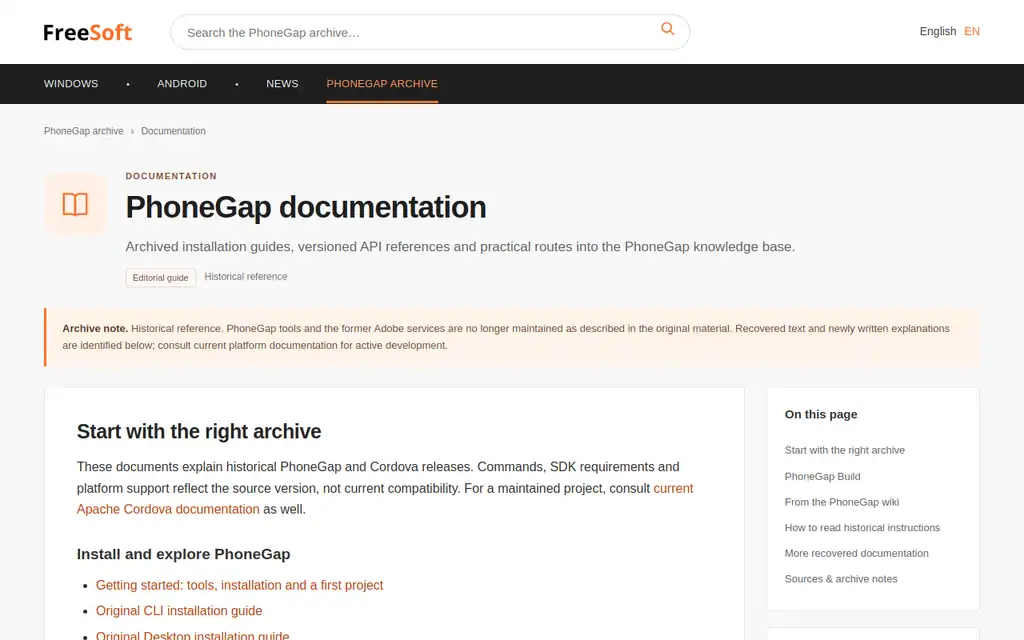 FreeSoft
Search the PhoneGap archive…
English EN
WINDOWS • ANDROID • NEWS PHONEGAP ARCHIVE
PhoneGap archive › Documentation
DOCUMENTATION
PhoneGap documentation
Archived installation guides, versioned API references and practical routes into the PhoneGap knowledge base.
Editorial guide Historical reference
Archive note. Historical reference. PhoneGap tools and the former Adobe services are no longer maintained as described in the original material. Recovered text and newly written explanations
are identified below; consult current platform documentation for active development.
Start with the right archive
These documents explain historical PhoneGap and Cordova releases. Commands, SDK requirements and
platform support reflect the source version, not current compatibility. For a maintained project, consult current
Apache Cordova documentation as well.
Install and explore PhoneGap
• Getting started: tools, installation and a first project
• Original CLI installation guide
• Original Desktop installation guide
On this page
Start with the right archive
PhoneGap Build
From the PhoneGap wiki
How to read historical instructions
More recovered documentation
Sources & archive notes